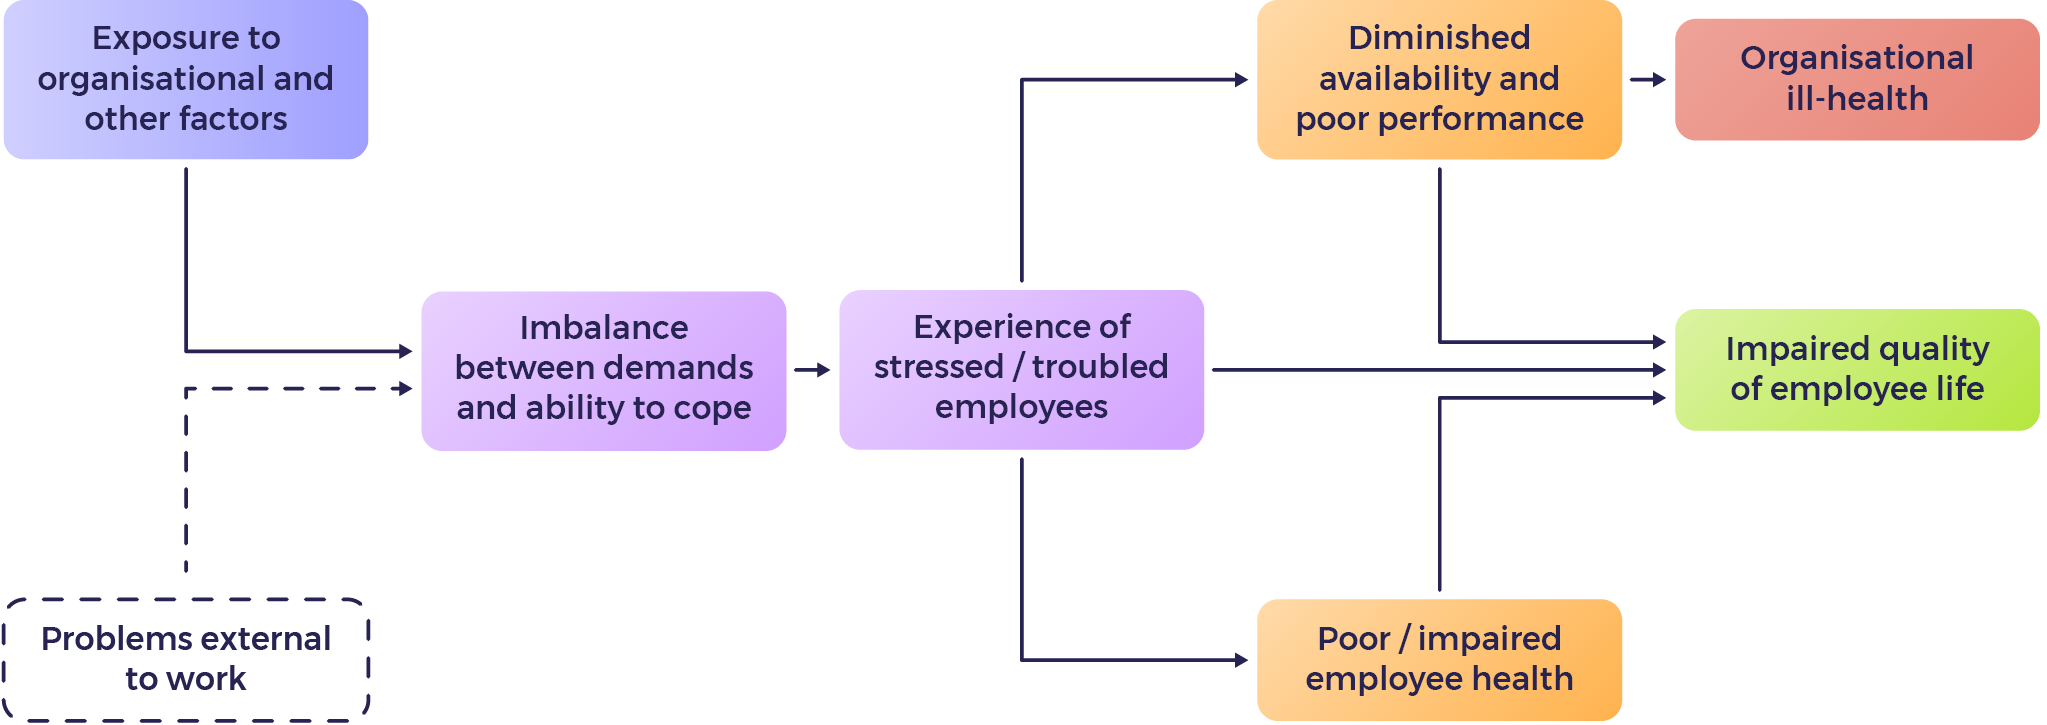 Exposure to
organisational and
other factors
Problems external
to work
Imbalance
between demands
and ability to cope
Experience of
stressed / troubled
employees
Diminished
availability and
poor performance
Poor / impaired
employee health
Organisational
ill-health
Impaired quality
of employee life